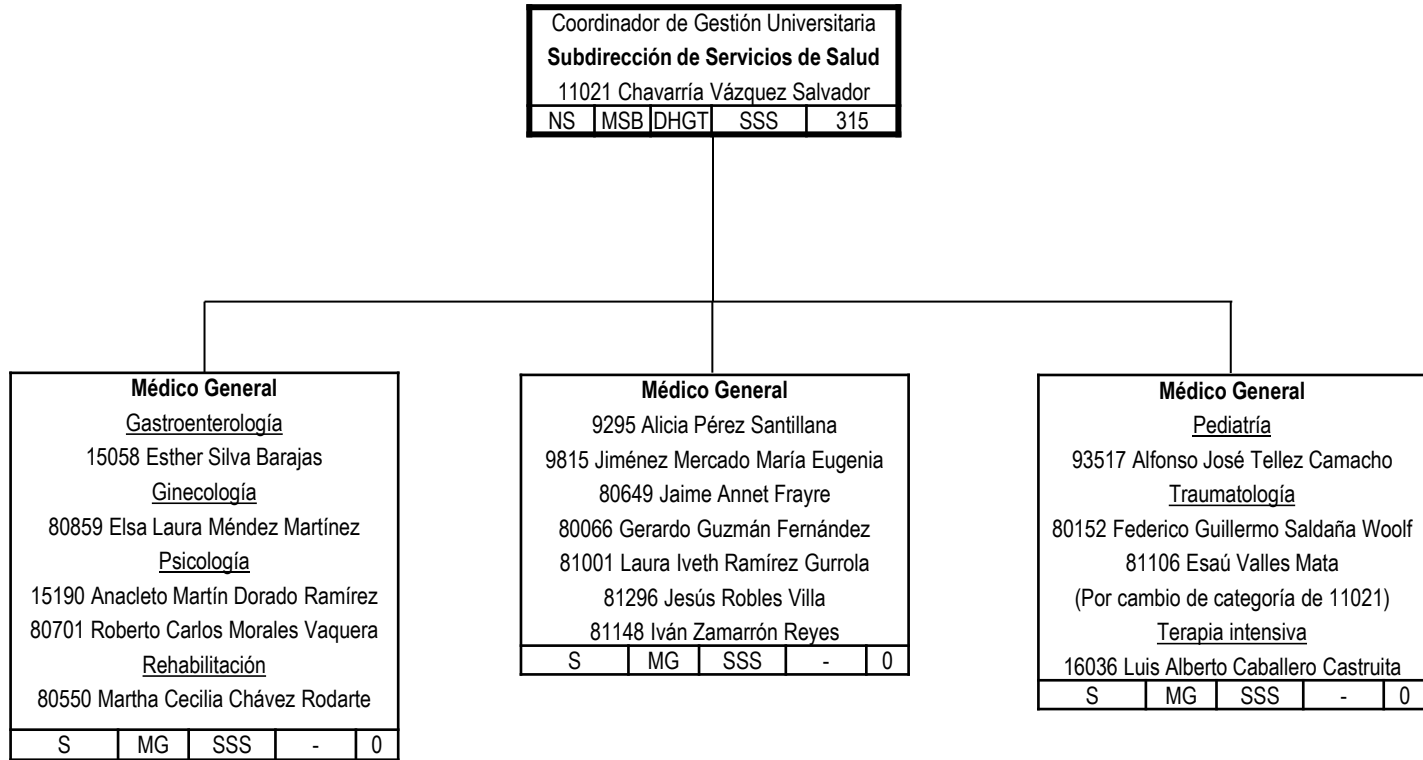 Coordinador de Gestión Universitaria
Subdirección de Servicios de Salud
11021 Chavarría Vázquez Salvador
NS MSB DHGT SSS 315
Médico General
Gastroenterología
15058 Esther Silva Barajas
Ginecología
80859 Elsa Laura Méndez Martínez
Psicología
15190 Anacleto Martín Dorado Ramírez
80701 Roberto Carlos Morales Vaquera
Rehabilitación
80550 Martha Cecilia Chávez Rodarte
S MG SSS - 0
Médico General
9295 Alicia Pérez Santillana
9815 Jiménez Mercado María Eugenia
80649 Jaime Annet Frayre
80066 Gerardo Guzmán Fernández
81001 Laura Iveth Ramírez Gurrola
81296 Jesús Robles Villa
81148 Iván Zamarrón Reyes
S MG SSS - 0
Médico General
Pediatría
93517 Alfonso José Tellez Camacho
Traumatología
80152 Federico Guillermo Saldaña Woolf
81106 Esaú Valles Mata
(Por cambio de categoría de 11021)
Terapia intensiva
16036 Luis Alberto Caballero Castruita
S MG SSS - 0